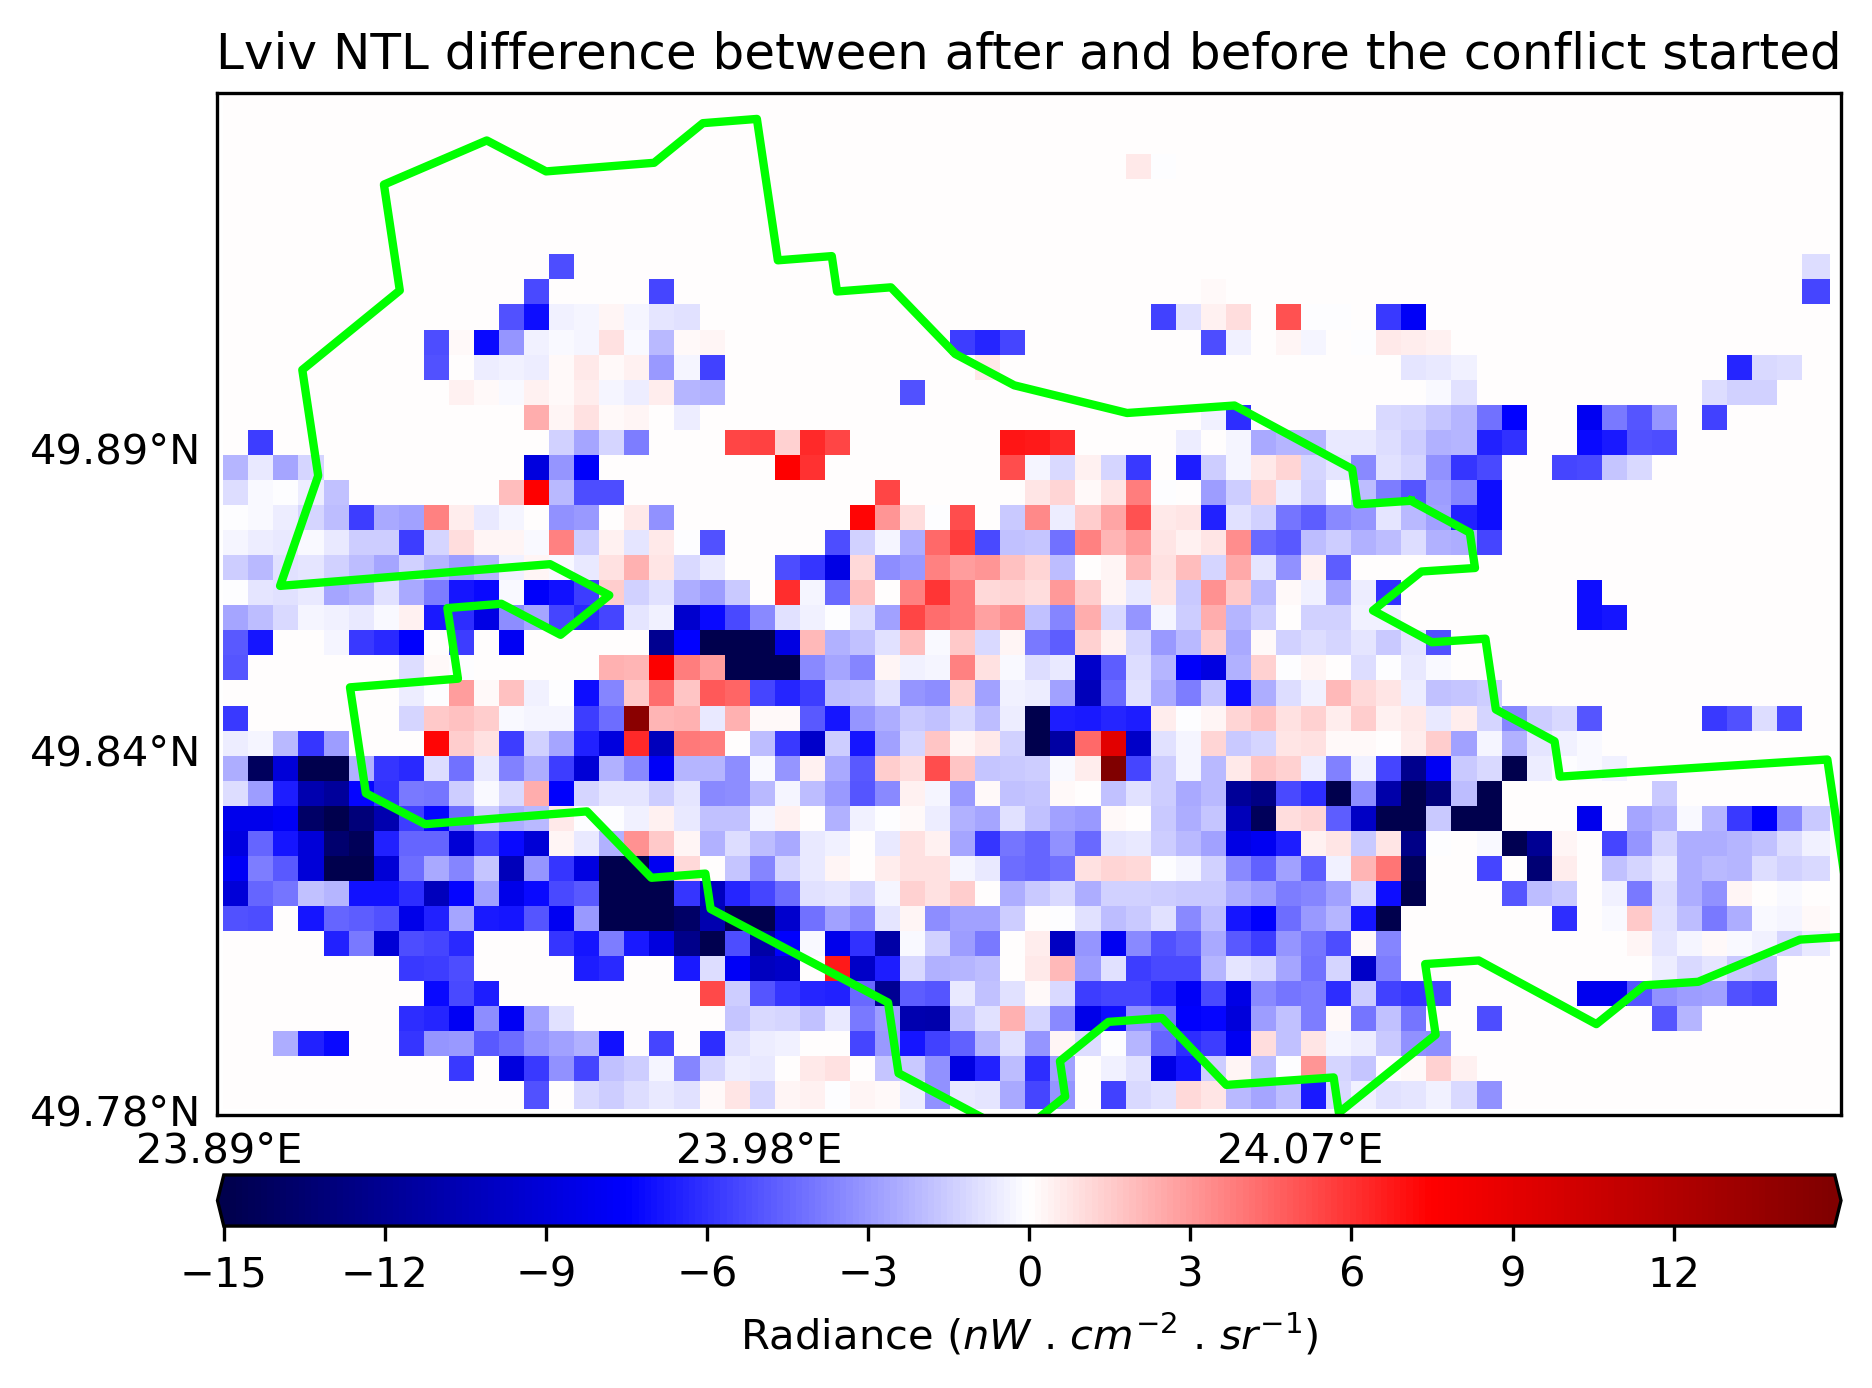 Lviv NTL difference between after and before the conflict started
49.89°N
49.84°N
49.78°N
23.89°E 23.98°E 24.07°E
−15 −12 −9 −6 −3 0 3 6 9 12
Radiance (nW . cm⁻² . sr⁻¹)